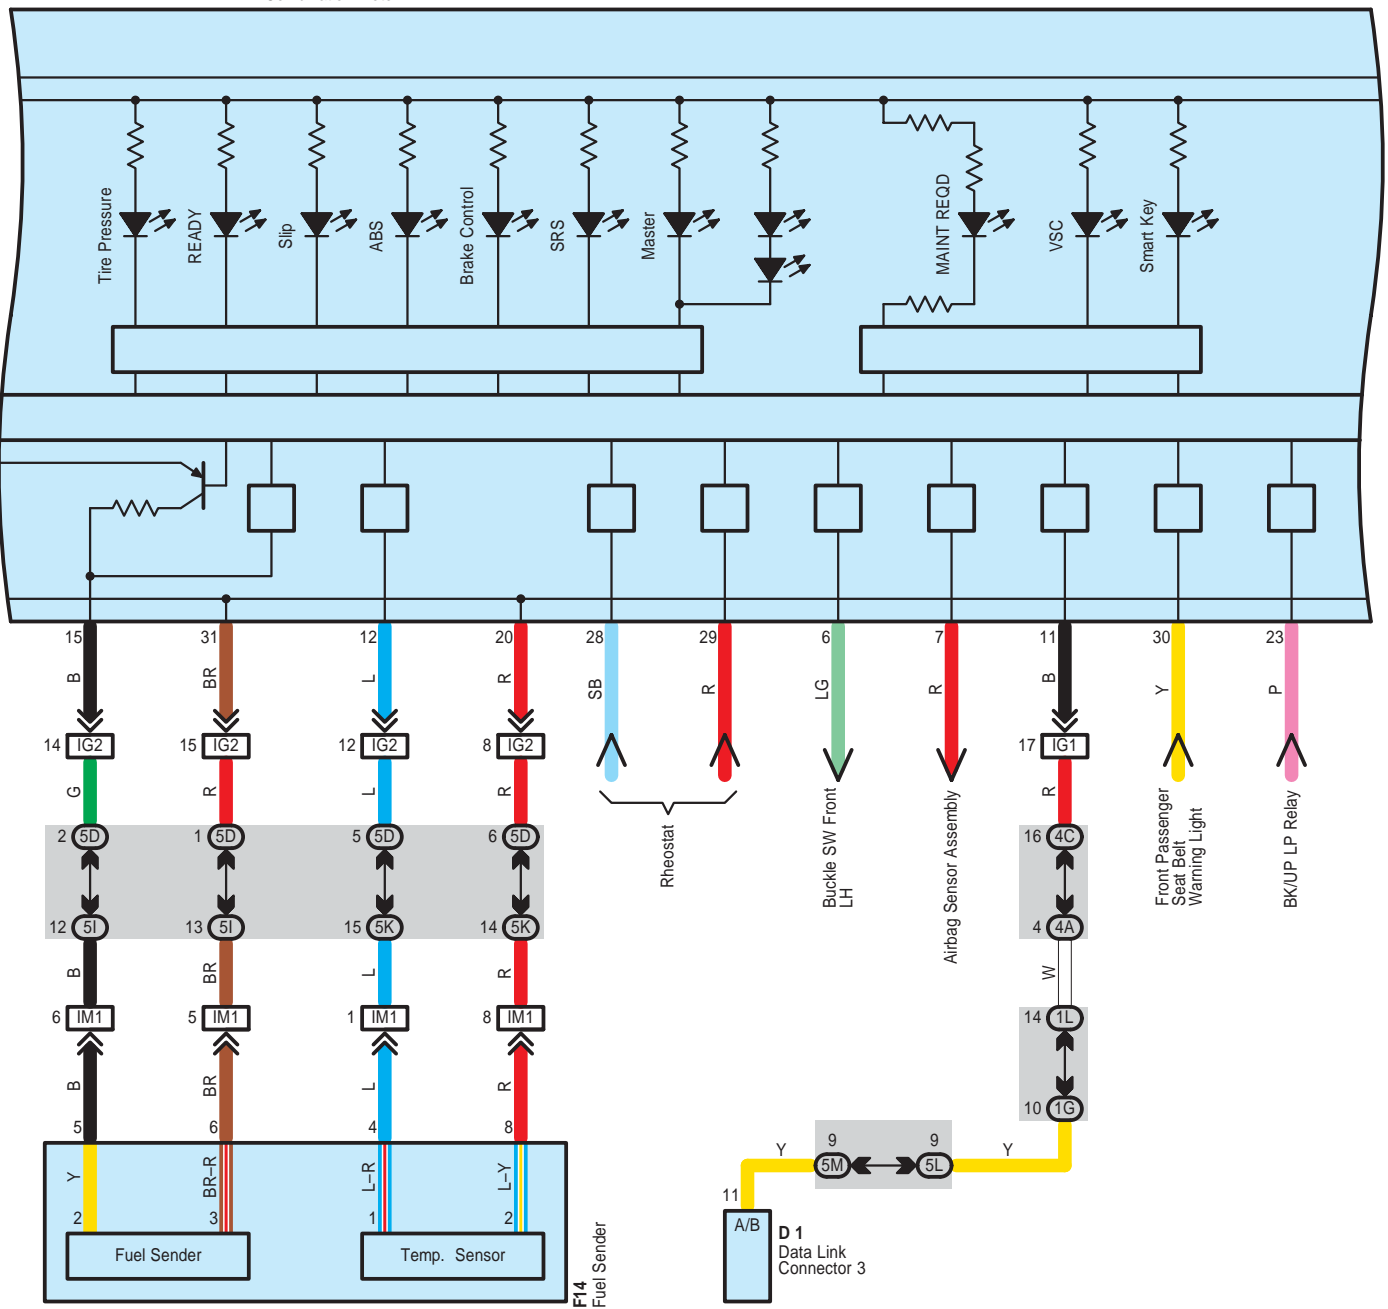 Tire Pressure
READY
Slip
ABS
Brake Control
SRS
Master
MAINT REQD
VSC
Smart Key
15 31 12 20 28 29 6 7 11 30 23
B BR L R SB R LG R B Y P
14 IG2 15 IG2 12 IG2 8 IG2 17 IG1
G R L R R
Rheostat
Buckle SW Front
LH
Airbag Sensor Assembly
Front Passenger
Seat Belt
Warning Light
BK/UP LP Relay
2 5D 1 5D 5 5D 6 5D 16 4C
12 5I 13 5I 15 5K 14 5K 4 4A
B BR L R W
6 IM1 5 IM1 1 IM1 8 IM1 14 1L
B BR L R
10 1G
5 6 4 8
9 9
Y 5M 5L Y
Y BR–R L–R L–Y
11
2 3 1 2
Fuel Sender
Temp. Sensor
F14
Fuel Sender
A/B
D 1
Data Link
Connector 3